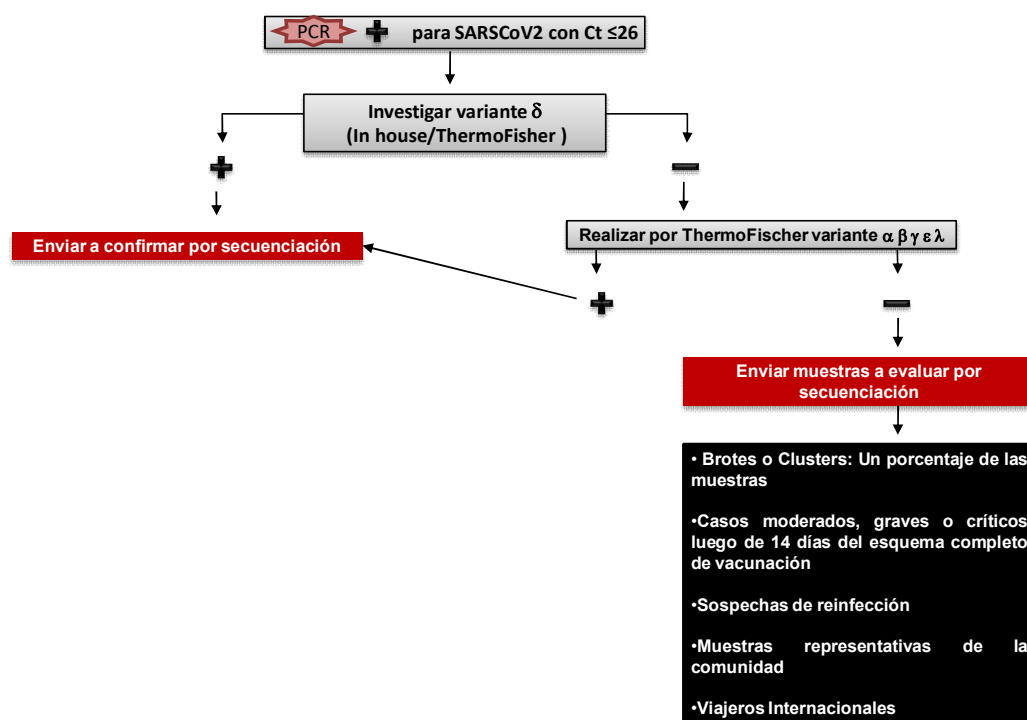 PCR + para SARSCoV2 con Ct ≤26
Investigar variante δ
(In house/ThermoFisher )
+
−
Enviar a confirmar por secuenciación
Realizar por ThermoFischer variante α β γ ε λ
+
−
Enviar muestras a evaluar por
secuenciación
• Brotes o Clusters: Un porcentaje de las
muestras
•Casos moderados, graves o críticos
luego de 14 días del esquema completo
de vacunación
•Sospechas de reinfección
•Muestras representativas de la
comunidad
•Viajeros Internacionales